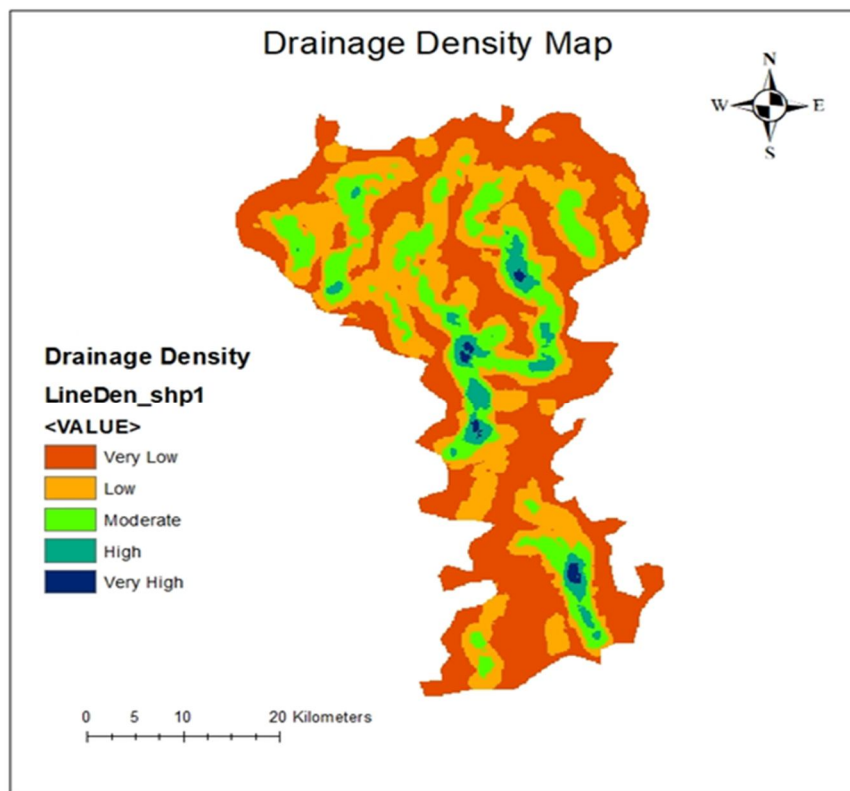 Drainage Density Map
N
W E
S
Drainage Density
LineDen_shp1
<VALUE>
Very Low
Low
Moderate
High
Very High
0 5 10 20 Kilometers